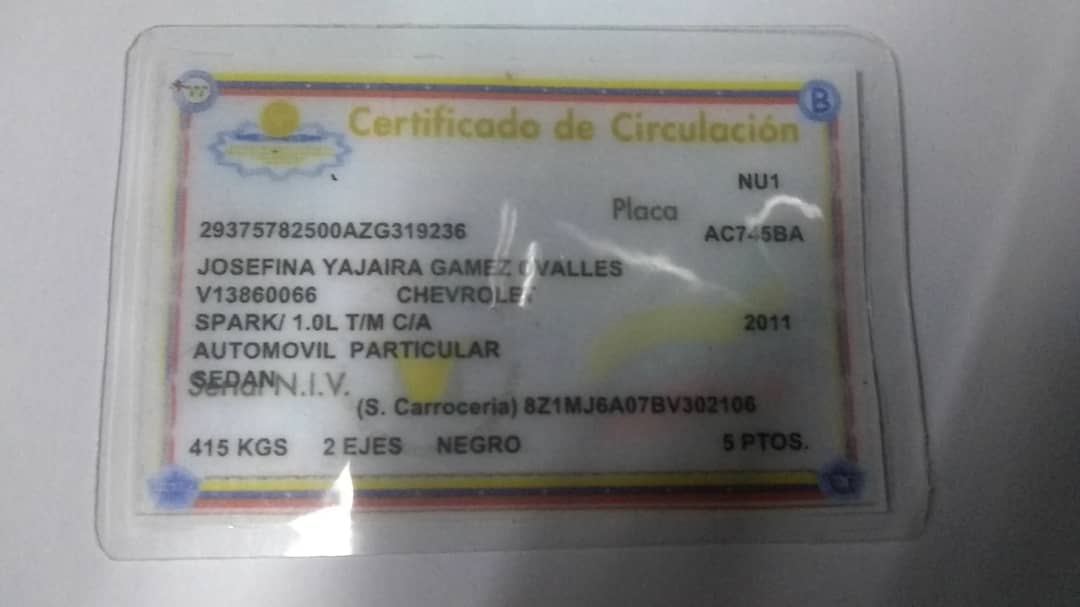 B
Certificado de Circulación
NU1
Placa
29375782500AZG319236
AC745BA
JOSEFINA YAJAIRA GAMEZ OVALLES
V13860066 CHEVROLET
SPARK/ 1.0L T/M C/A 2011
AUTOMOVIL PARTICULAR
SEDAN
Serial N.I.V.
(S. Carroceria) 8Z1MJ6A07BV302106
415 KGS 2 EJES NEGRO 5 PTOS.